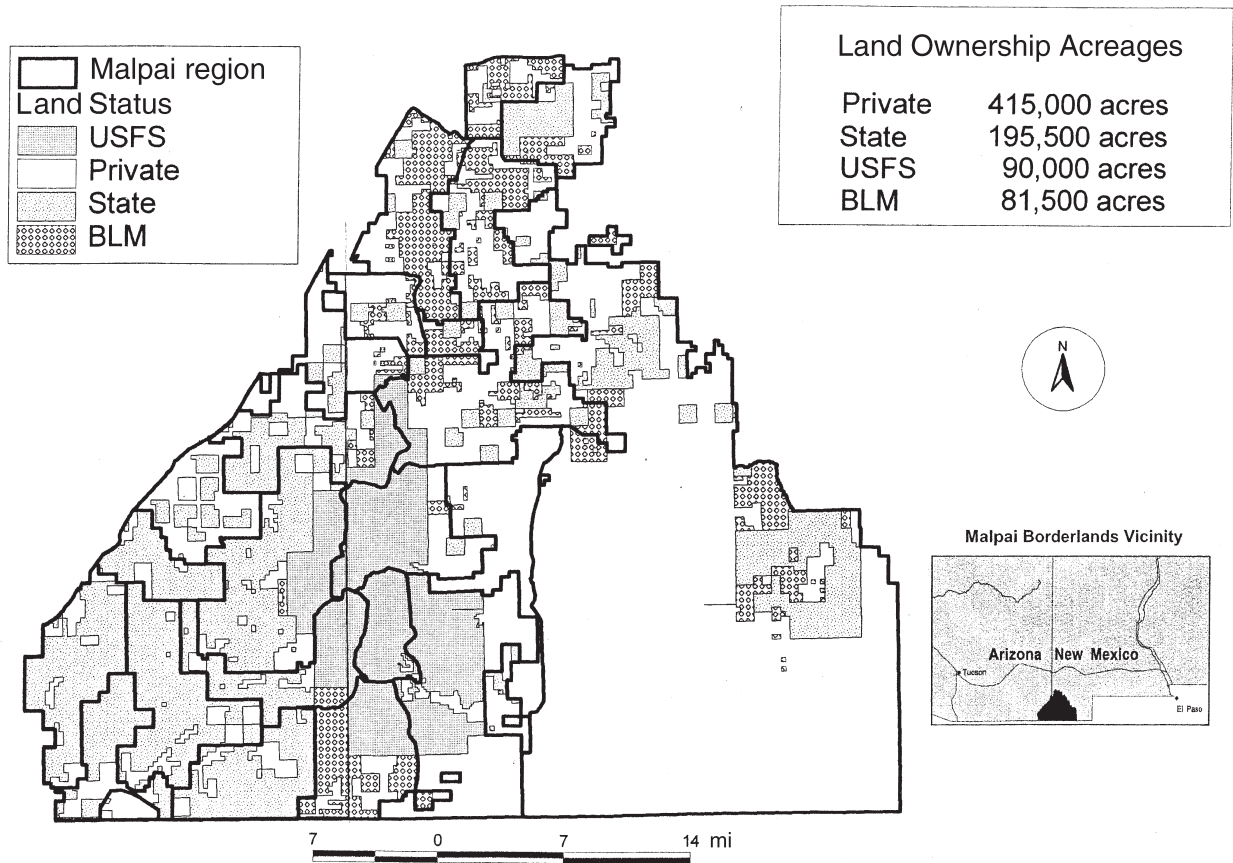 Malpai region
Land Status
USFS
Private
State
BLM
Land Ownership Acreages
Private 415,000 acres
State 195,500 acres
USFS 90,000 acres
BLM 81,500 acres
N
Malpai Borderlands Vicinity
Arizona New Mexico
Tucson
El Paso
7 0 7 14 mi